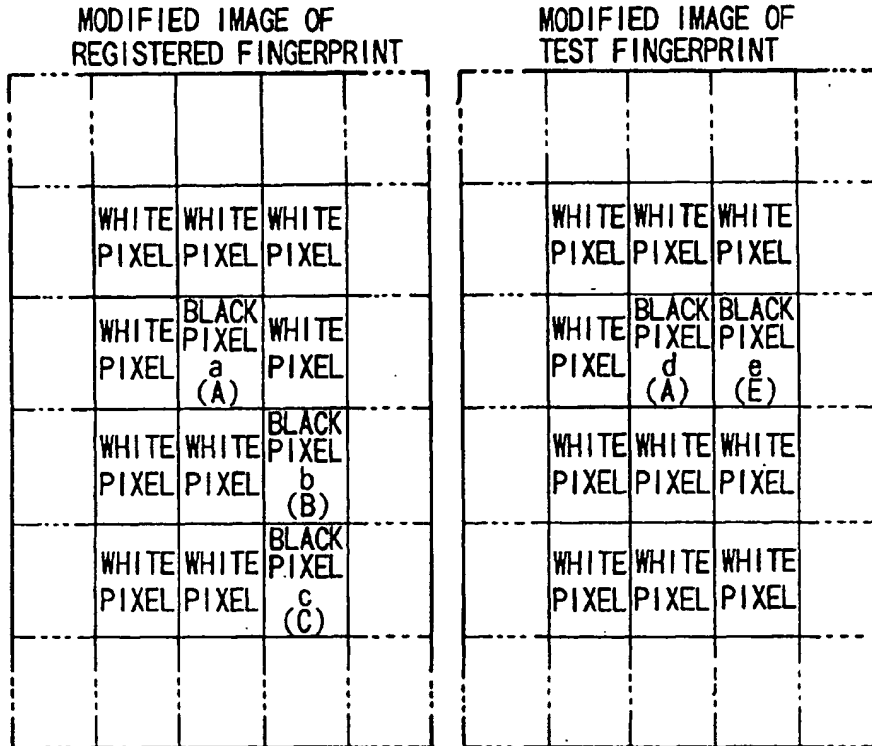 MODIFIED IMAGE OF
REGISTERED FINGERPRINT
WHITE PIXEL WHITE PIXEL WHITE PIXEL
WHITE PIXEL BLACK PIXEL a (A) WHITE PIXEL
WHITE PIXEL WHITE PIXEL BLACK PIXEL b (B)
WHITE PIXEL WHITE PIXEL BLACK PIXEL c (C)
MODIFIED IMAGE OF
TEST FINGERPRINT
WHITE PIXEL WHITE PIXEL WHITE PIXEL
WHITE PIXEL BLACK PIXEL d (A) BLACK PIXEL e (E)
WHITE PIXEL WHITE PIXEL WHITE PIXEL
WHITE PIXEL WHITE PIXEL WHITE PIXEL